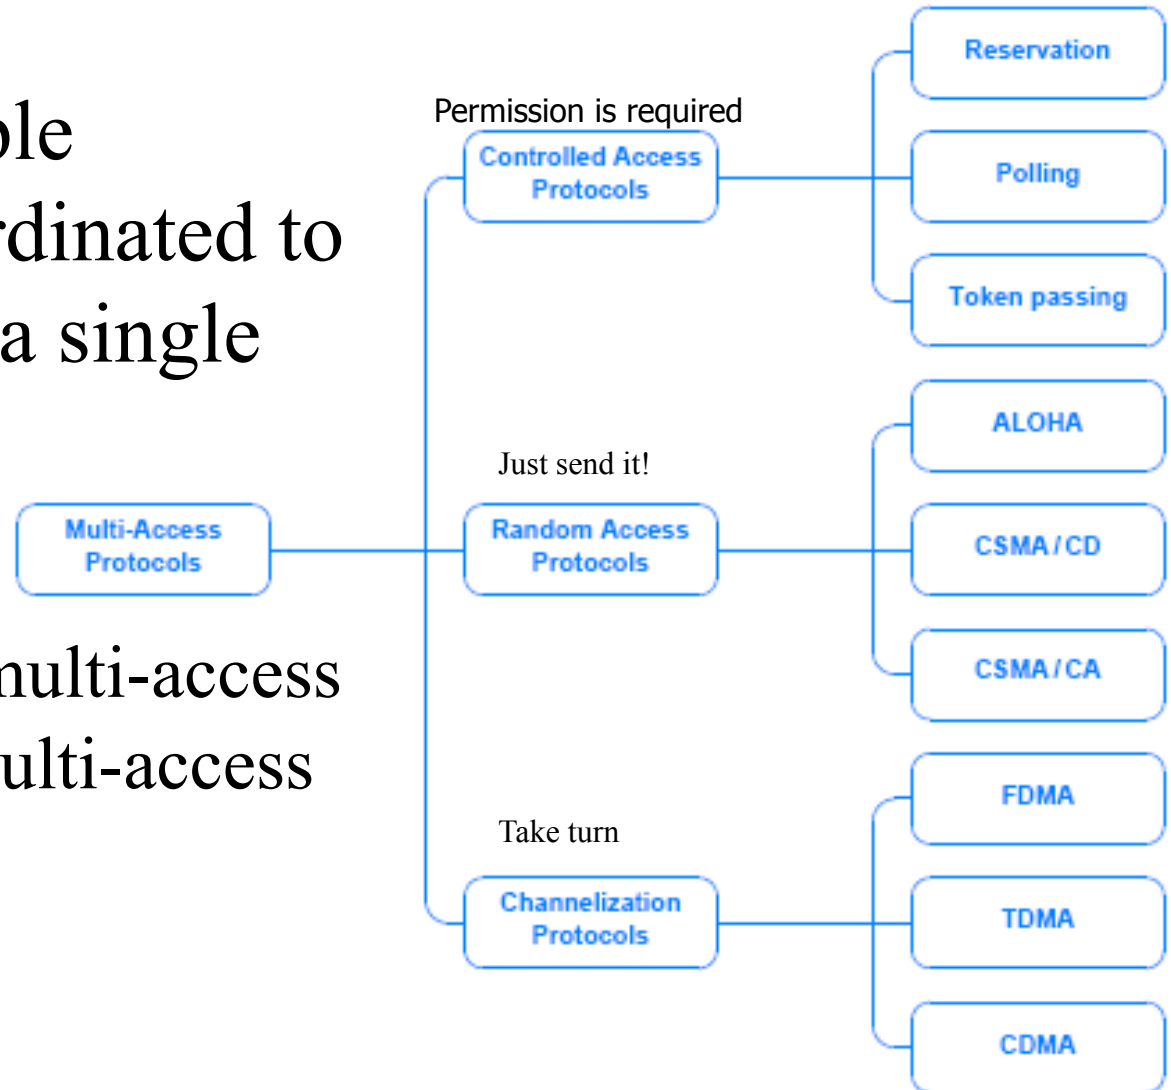 ple
rdinated to
a single
multi-access
ulti-access
Multi-Access
Protocols
Permission is required
Controlled Access
Protocols
Reservation
Polling
Token passing
Just send it!
Random Access
Protocols
ALOHA
CSMA / CD
CSMA / CA
Take turn
Channelization
Protocols
FDMA
TDMA
CDMA